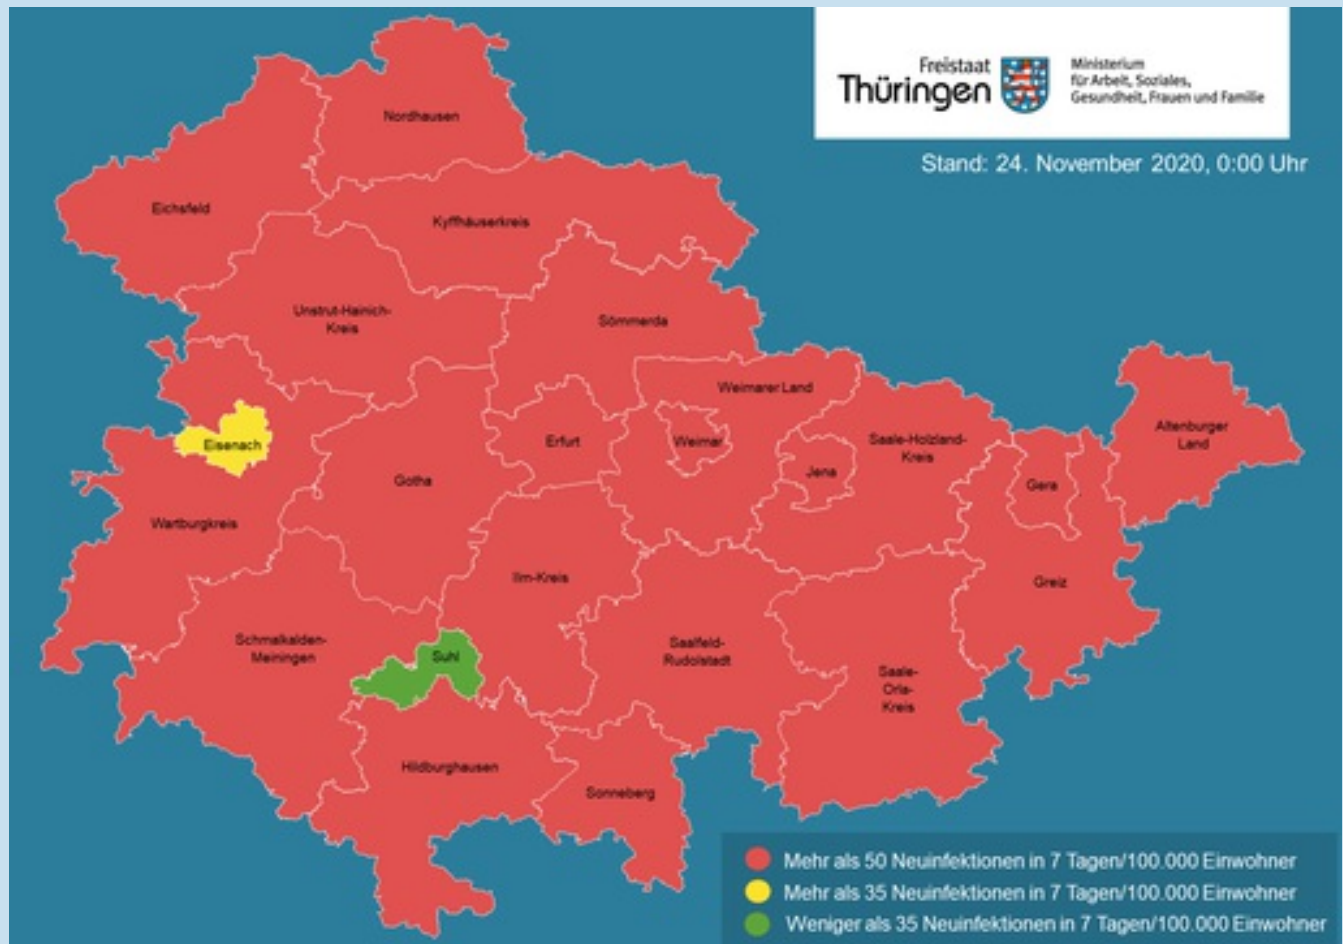 Freistaat
Thüringen
Ministerium
für Arbeit, Soziales,
Gesundheit, Frauen und Familie
Stand: 24. November 2020, 0:00 Uhr
Nordhausen
Eichsfeld
Kyffhäuserkreis
Unstrut-Hainich-
Kreis
Sömmerda
Weimarer Land
Eisenach
Erfurt
Weimar
Saale-Holzland-
Kreis
Altenburger
Land
Jena
Gotha
Gera
Wartburgkreis
Ilm-Kreis
Greiz
Schmalkalden-
Meiningen
Suhl
Saalfeld-
Rudolstadt
Saale-
Orla-
Kreis
Hildburghausen
Sonneberg
Mehr als 50 Neuinfektionen in 7 Tagen/100.000 Einwohner
Mehr als 35 Neuinfektionen in 7 Tagen/100.000 Einwohner
Weniger als 35 Neuinfektionen in 7 Tagen/100.000 Einwohner